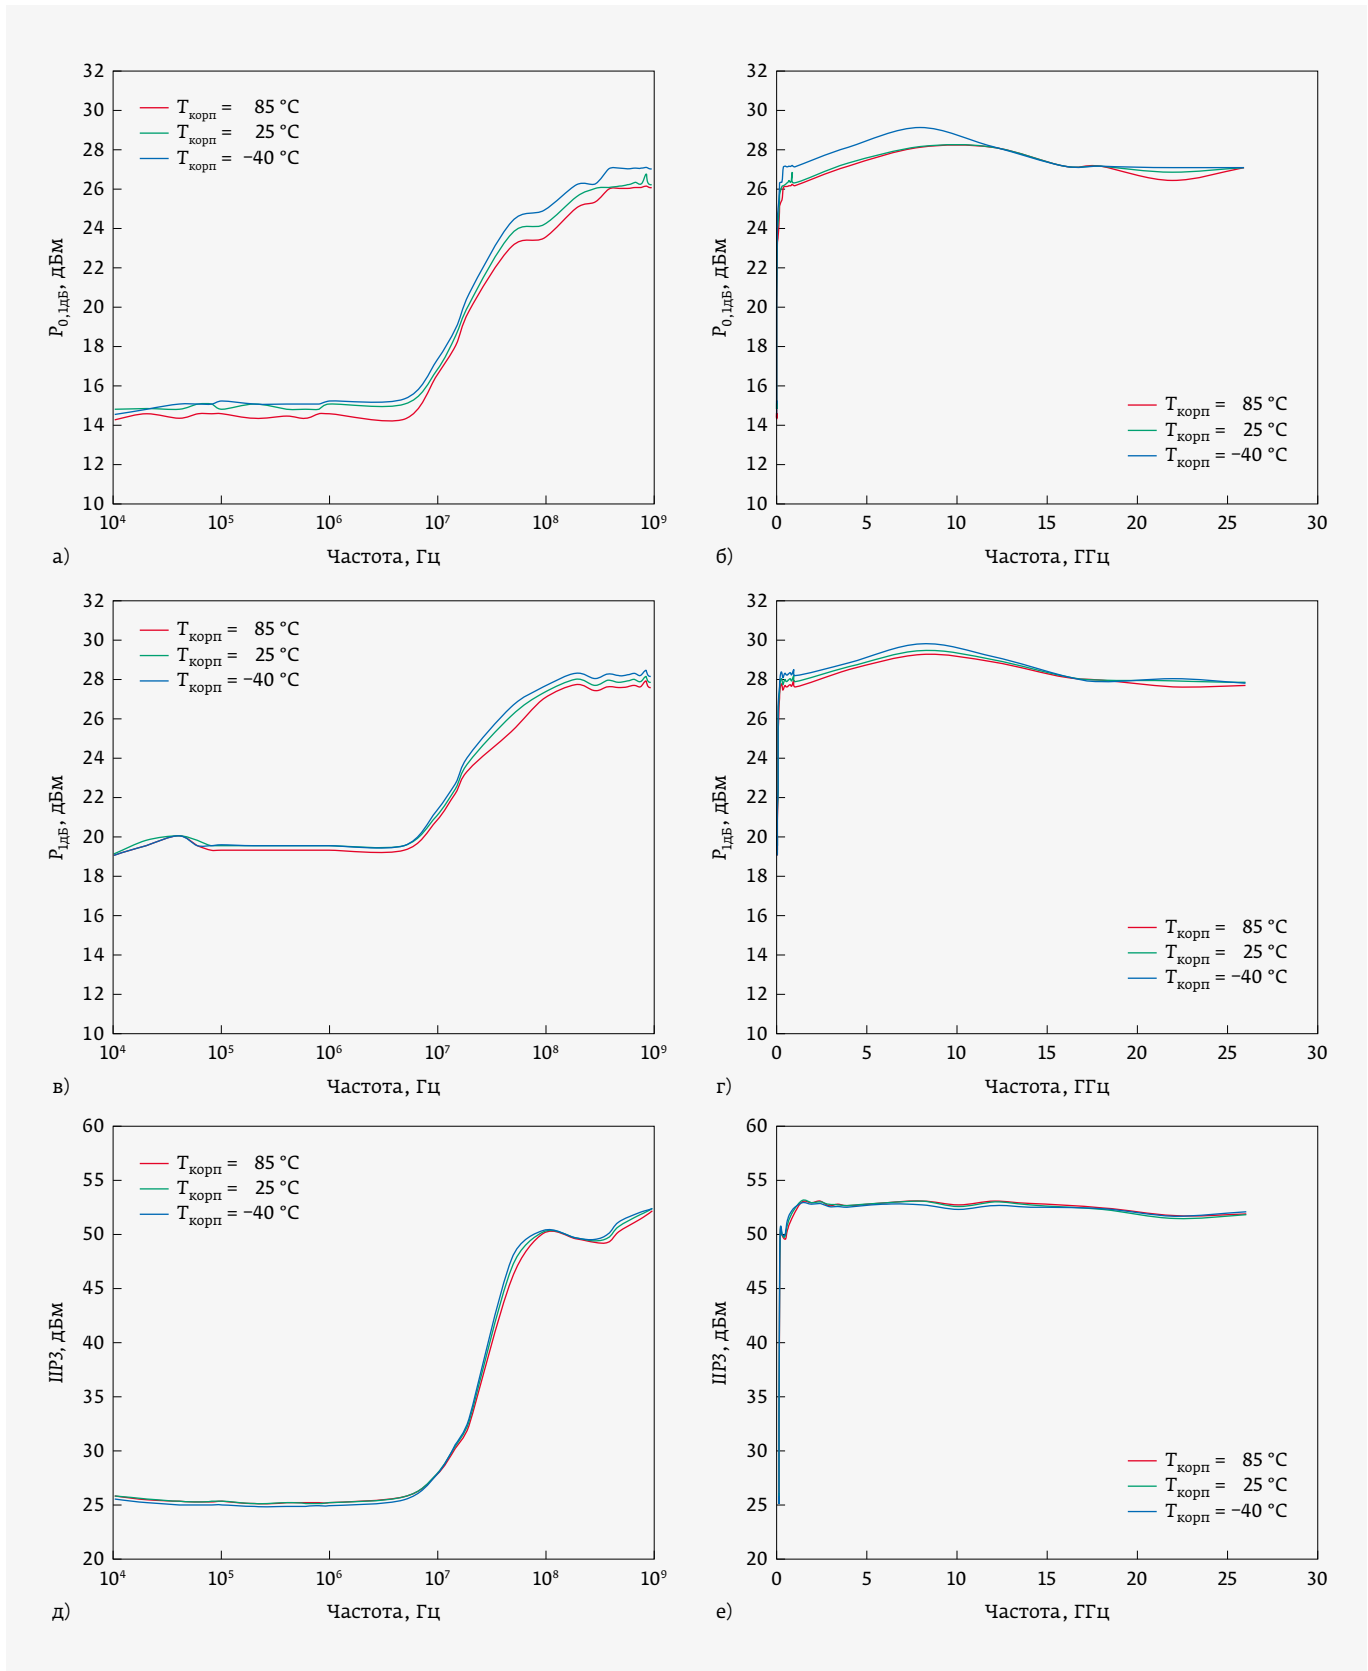 32
30
28
26
24
22
20
18
16
14
12
10
P0,1дБ, дБм
Tкорп = 85 °C
Tкорп = 25 °C
Tкорп = −40 °C
10⁴ 10⁵ 10⁶ 10⁷ 10⁸ 10⁹
а) Частота, Гц
32
30
28
26
24
22
20
18
16
14
12
10
P0,1дБ, дБм
Tкорп = 85 °C
Tкорп = 25 °C
Tкорп = −40 °C
0 5 10 15 20 25 30
б) Частота, ГГц
32
30
28
26
24
22
20
18
16
14
12
10
P1дБ, дБм
Tкорп = 85 °C
Tкорп = 25 °C
Tкорп = −40 °C
10⁴ 10⁵ 10⁶ 10⁷ 10⁸ 10⁹
в) Частота, Гц
32
30
28
26
24
22
20
18
16
14
12
10
P1дБ, дБм
Tкорп = 85 °C
Tкорп = 25 °C
Tкорп = −40 °C
0 5 10 15 20 25 30
г) Частота, ГГц
60
55
50
45
40
35
30
25
20
IIP3, дБм
Tкорп = 85 °C
Tкорп = 25 °C
Tкорп = −40 °C
10⁴ 10⁵ 10⁶ 10⁷ 10⁸ 10⁹
д) Частота, Гц
60
55
50
45
40
35
30
25
20
IIP3, дБм
Tкорп = 85 °C
Tкорп = 25 °C
Tкорп = −40 °C
0 5 10 15 20 25 30
е) Частота, ГГц